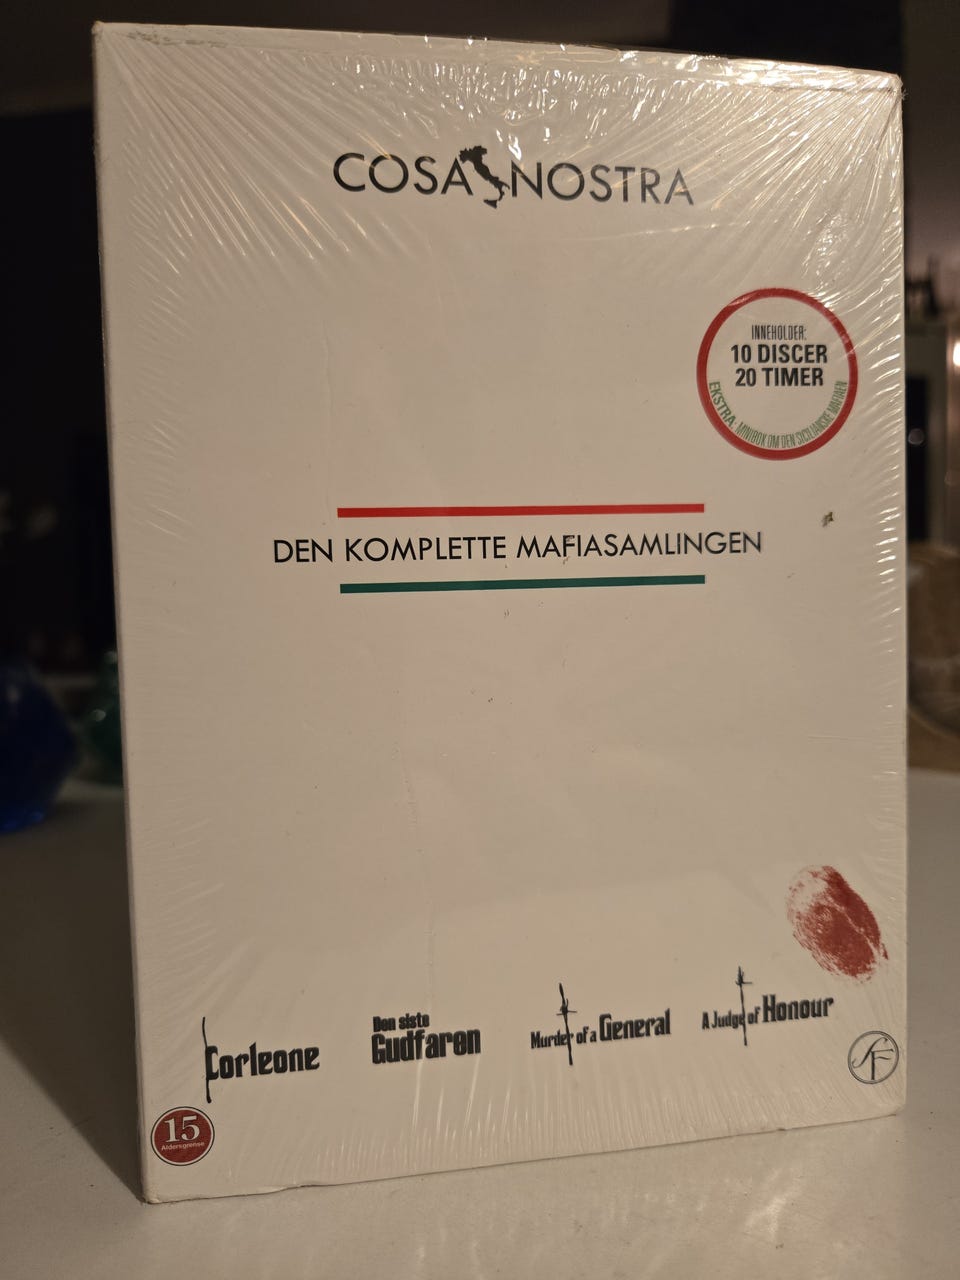 COSA NOSTRA
INNEHOLDER:
10 DISCER
20 TIMER
EKSTRA: MINIBOK OM DEN SICILIANSKE MAFIAEN
DEN KOMPLETTE MAFIASAMLINGEN
Corleone
Den siste
Gudfaren
Murder of a General
A Judge of Honour
SF
15
Aldersgrense